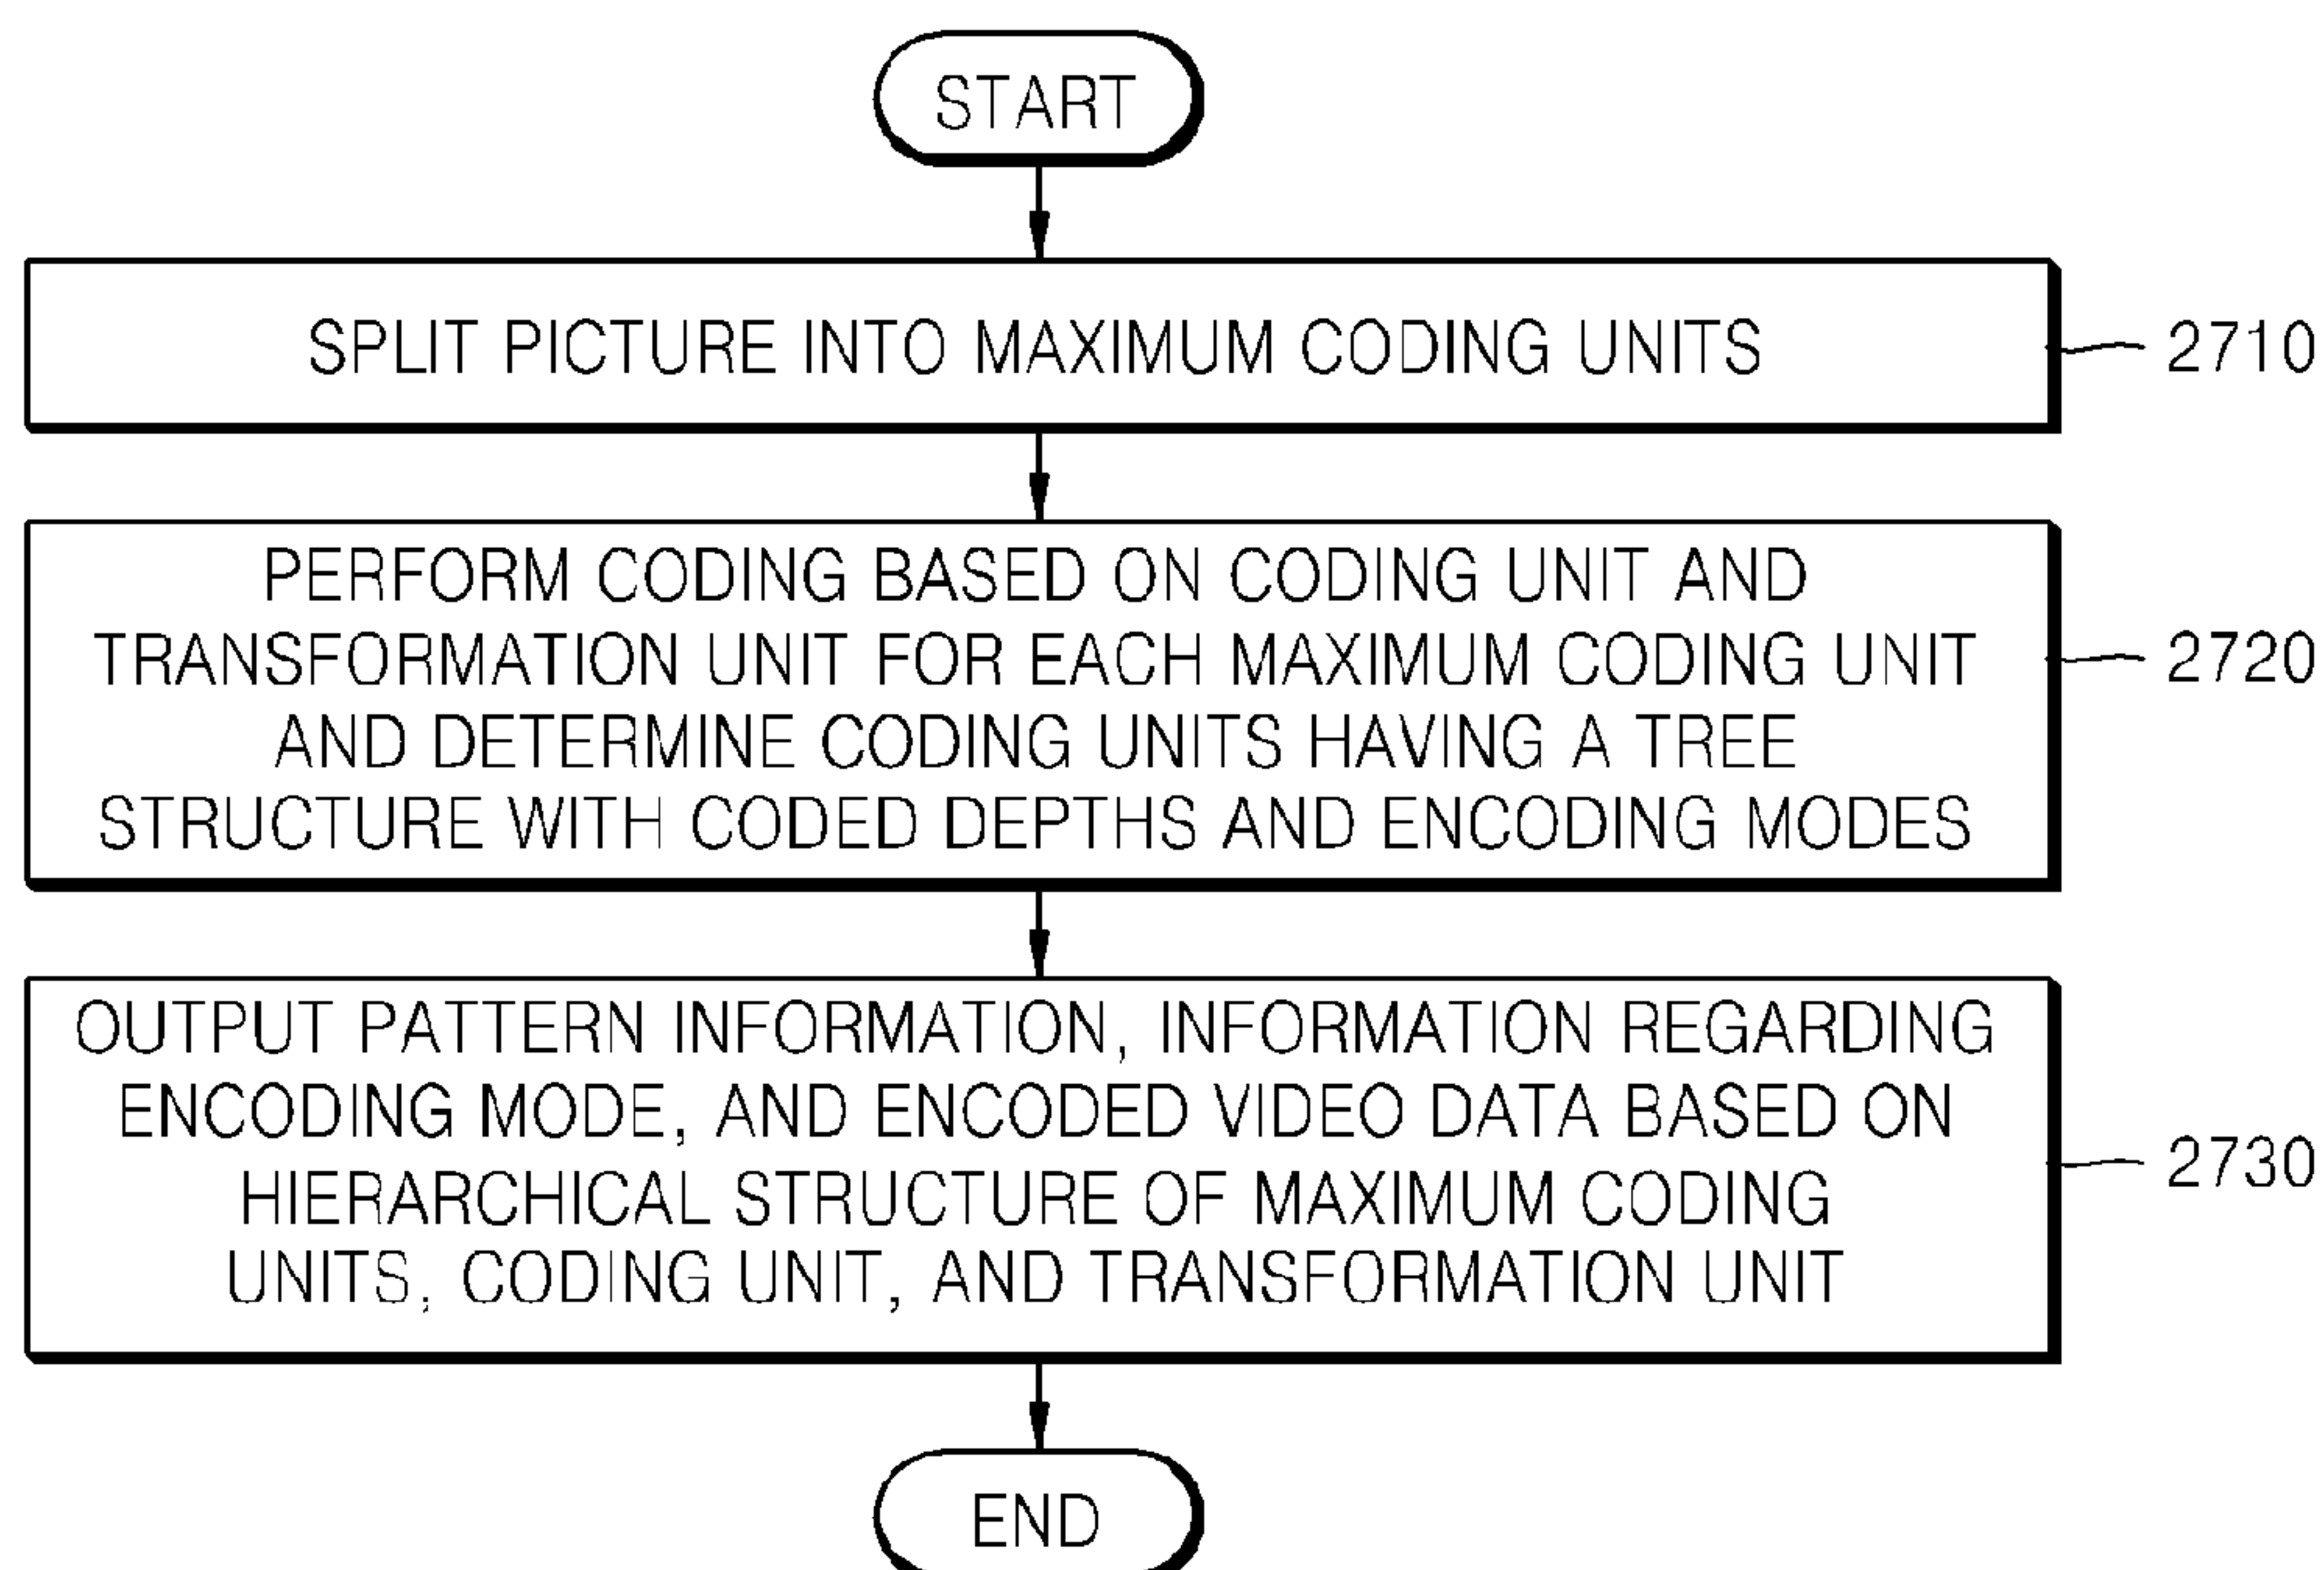 START
SPLIT PICTURE INTO MAXIMUM CODING UNITS
2710
PERFORM CODING BASED ON CODING UNIT AND
TRANSFORMATION UNIT FOR EACH MAXIMUM CODING UNIT
AND DETERMINE CODING UNITS HAVING A TREE
STRUCTURE WITH CODED DEPTHS AND ENCODING MODES
2720
OUTPUT PATTERN INFORMATION, INFORMATION REGARDING
ENCODING MODE, AND ENCODED VIDEO DATA BASED ON
HIERARCHICAL STRUCTURE OF MAXIMUM CODING
UNITS, CODING UNIT, AND TRANSFORMATION UNIT
2730
END